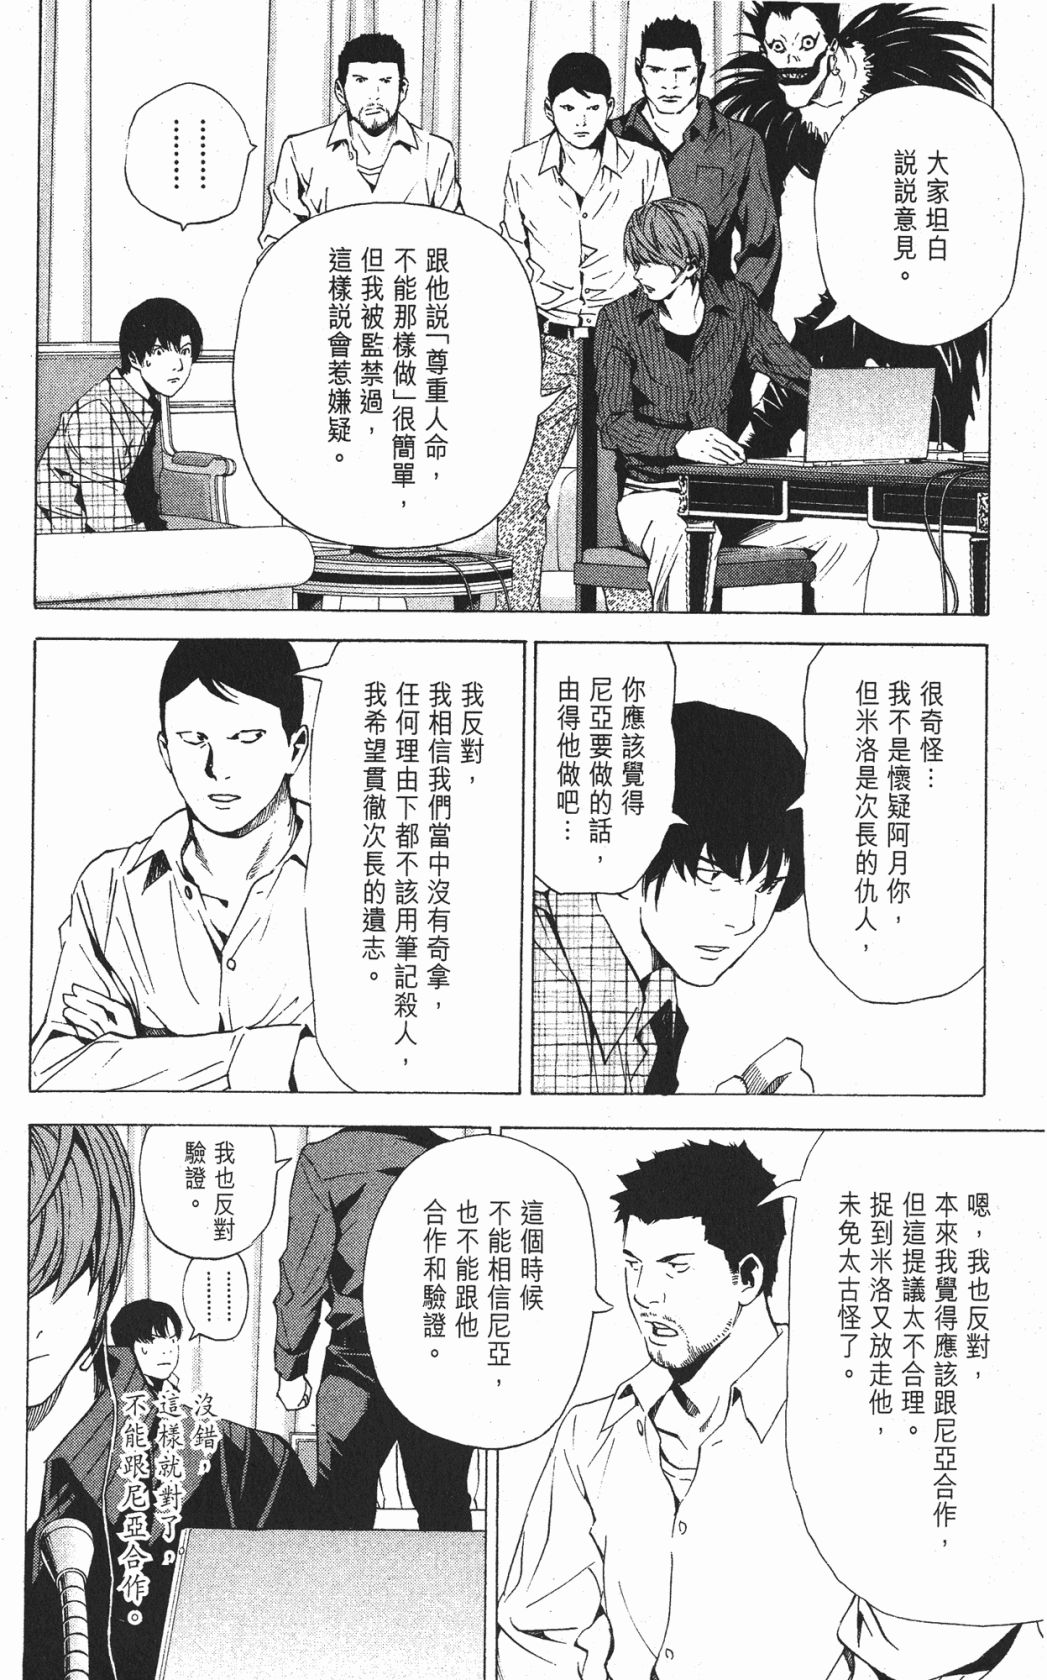 大家坦白
說說意見。
跟他說「尊重人命，
不能那樣做」很簡單，
但我被監禁過，
這樣說會惹嫌疑。
………
………
很奇怪…
我不是懷疑阿月你，
但米洛是次長的仇人，
你應該覺得
尼亞要做的話，
由得他做吧…
我反對，
我相信我們當中沒有奇拿，
任何理由下都不該用筆記殺人，
我希望貫徹次長的遺志。
嗯，我也反對，
本來我覺得應該跟尼亞合作，
但這提議太不合理。
捉到米洛又放走他，
未免太古怪了。
這個時候
不能相信尼亞，
也不能跟他
合作和驗證。
我也反對
驗證。
………
………
沒錯，
這樣就對了，
不能跟尼亞合作。